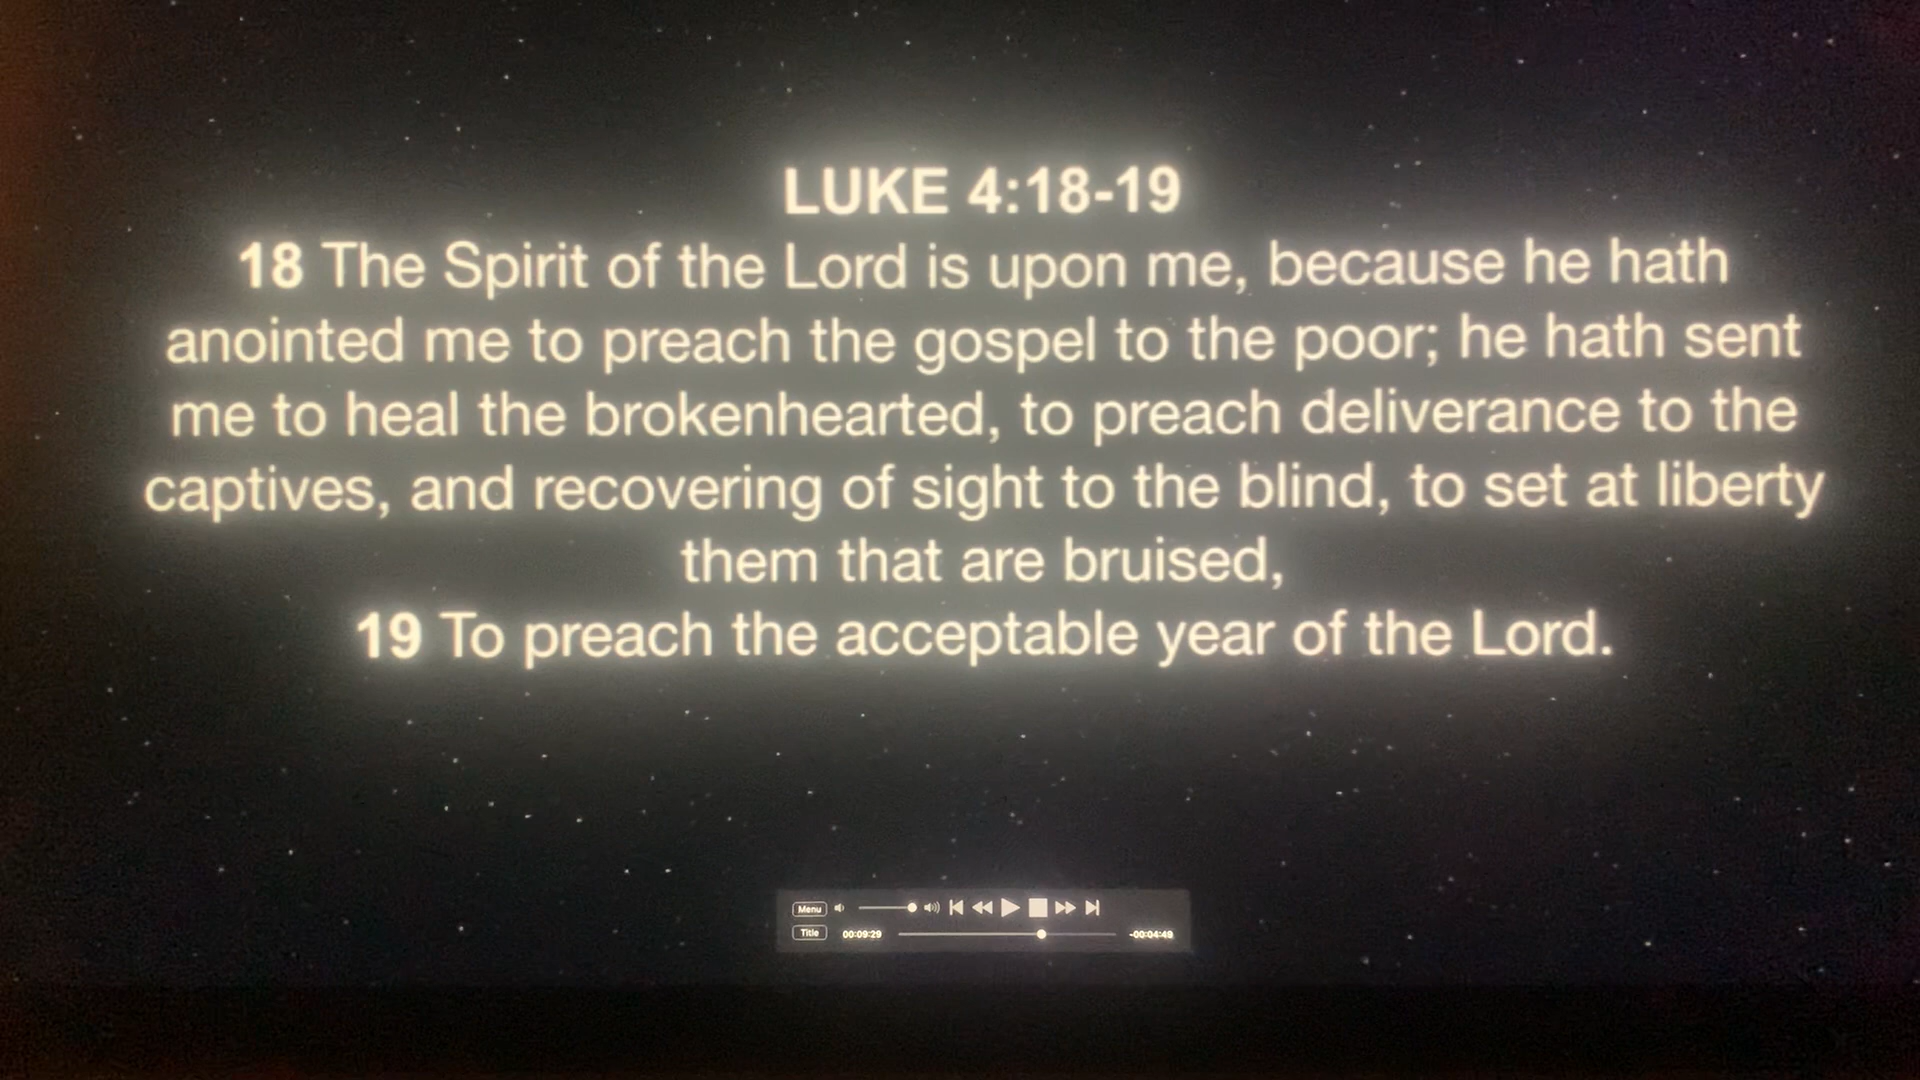 LUKE 4:18-19
18 The Spirit of the Lord is upon me, because he hath
anointed me to preach the gospel to the poor; he hath sent
me to heal the brokenhearted, to preach deliverance to the
captives, and recovering of sight to the blind, to set at liberty
them that are bruised,
19 To preach the acceptable year of the Lord.
Menu
Title 00:09:29 -00:04:49